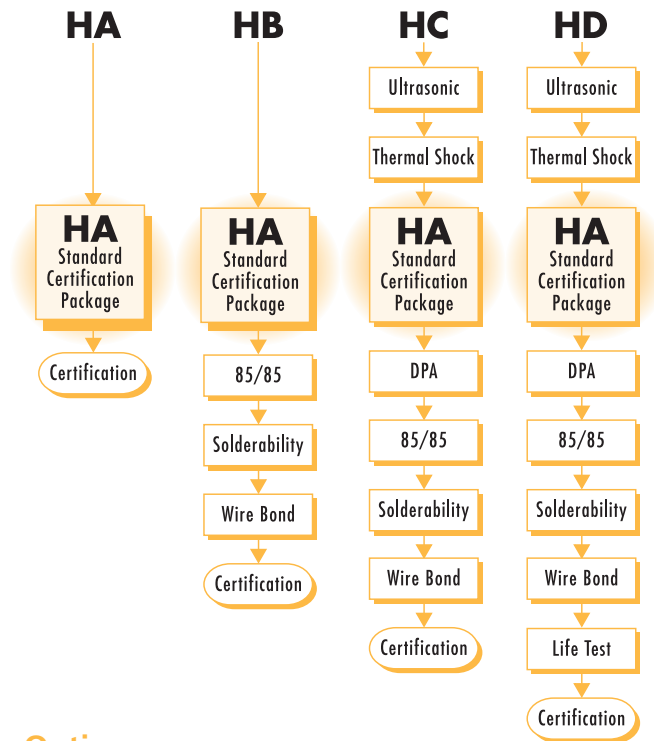 HA
HB
HC
HD
Ultrasonic
Ultrasonic
Thermal Shock
Thermal Shock
HA
Standard
Certification
Package
HA
Standard
Certification
Package
HA
Standard
Certification
Package
HA
Standard
Certification
Package
Certification
85/85
DPA
DPA
Solderability
85/85
85/85
Wire Bond
Solderability
Solderability
Certification
Wire Bond
Wire Bond
Certification
Life Test
Certification